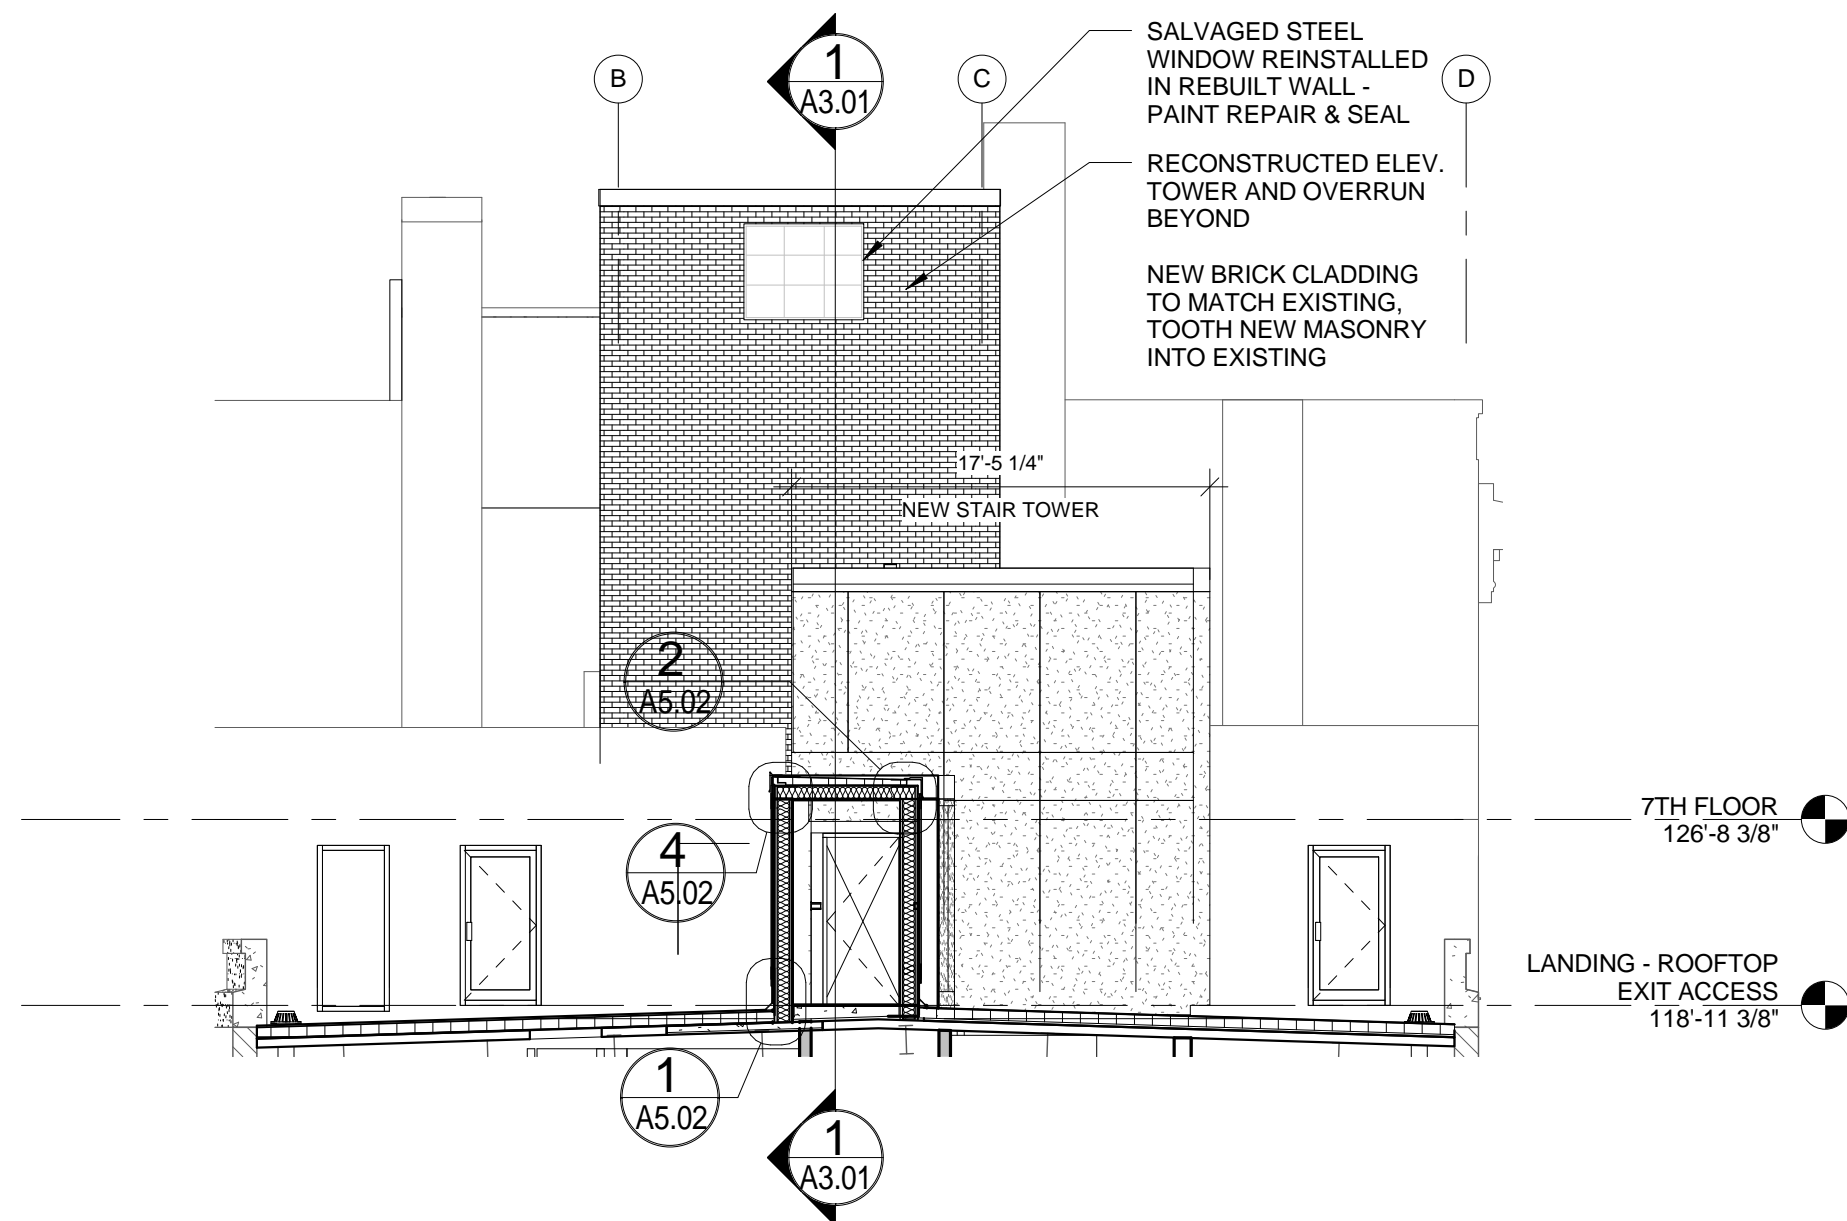 B
1
A3.01
C
D
SALVAGED STEEL
WINDOW REINSTALLED
IN REBUILT WALL -
PAINT REPAIR & SEAL
RECONSTRUCTED ELEV.
TOWER AND OVERRUN
BEYOND
NEW BRICK CLADDING
TO MATCH EXISTING,
TOOTH NEW MASONRY
INTO EXISTING
17'-5 1/4"
NEW STAIR TOWER
2
A5.02
4
A5.02
7TH FLOOR
126'-8 3/8"
LANDING - ROOFTOP
EXIT ACCESS
118'-11 3/8"
1
A5.02
1
A3.01